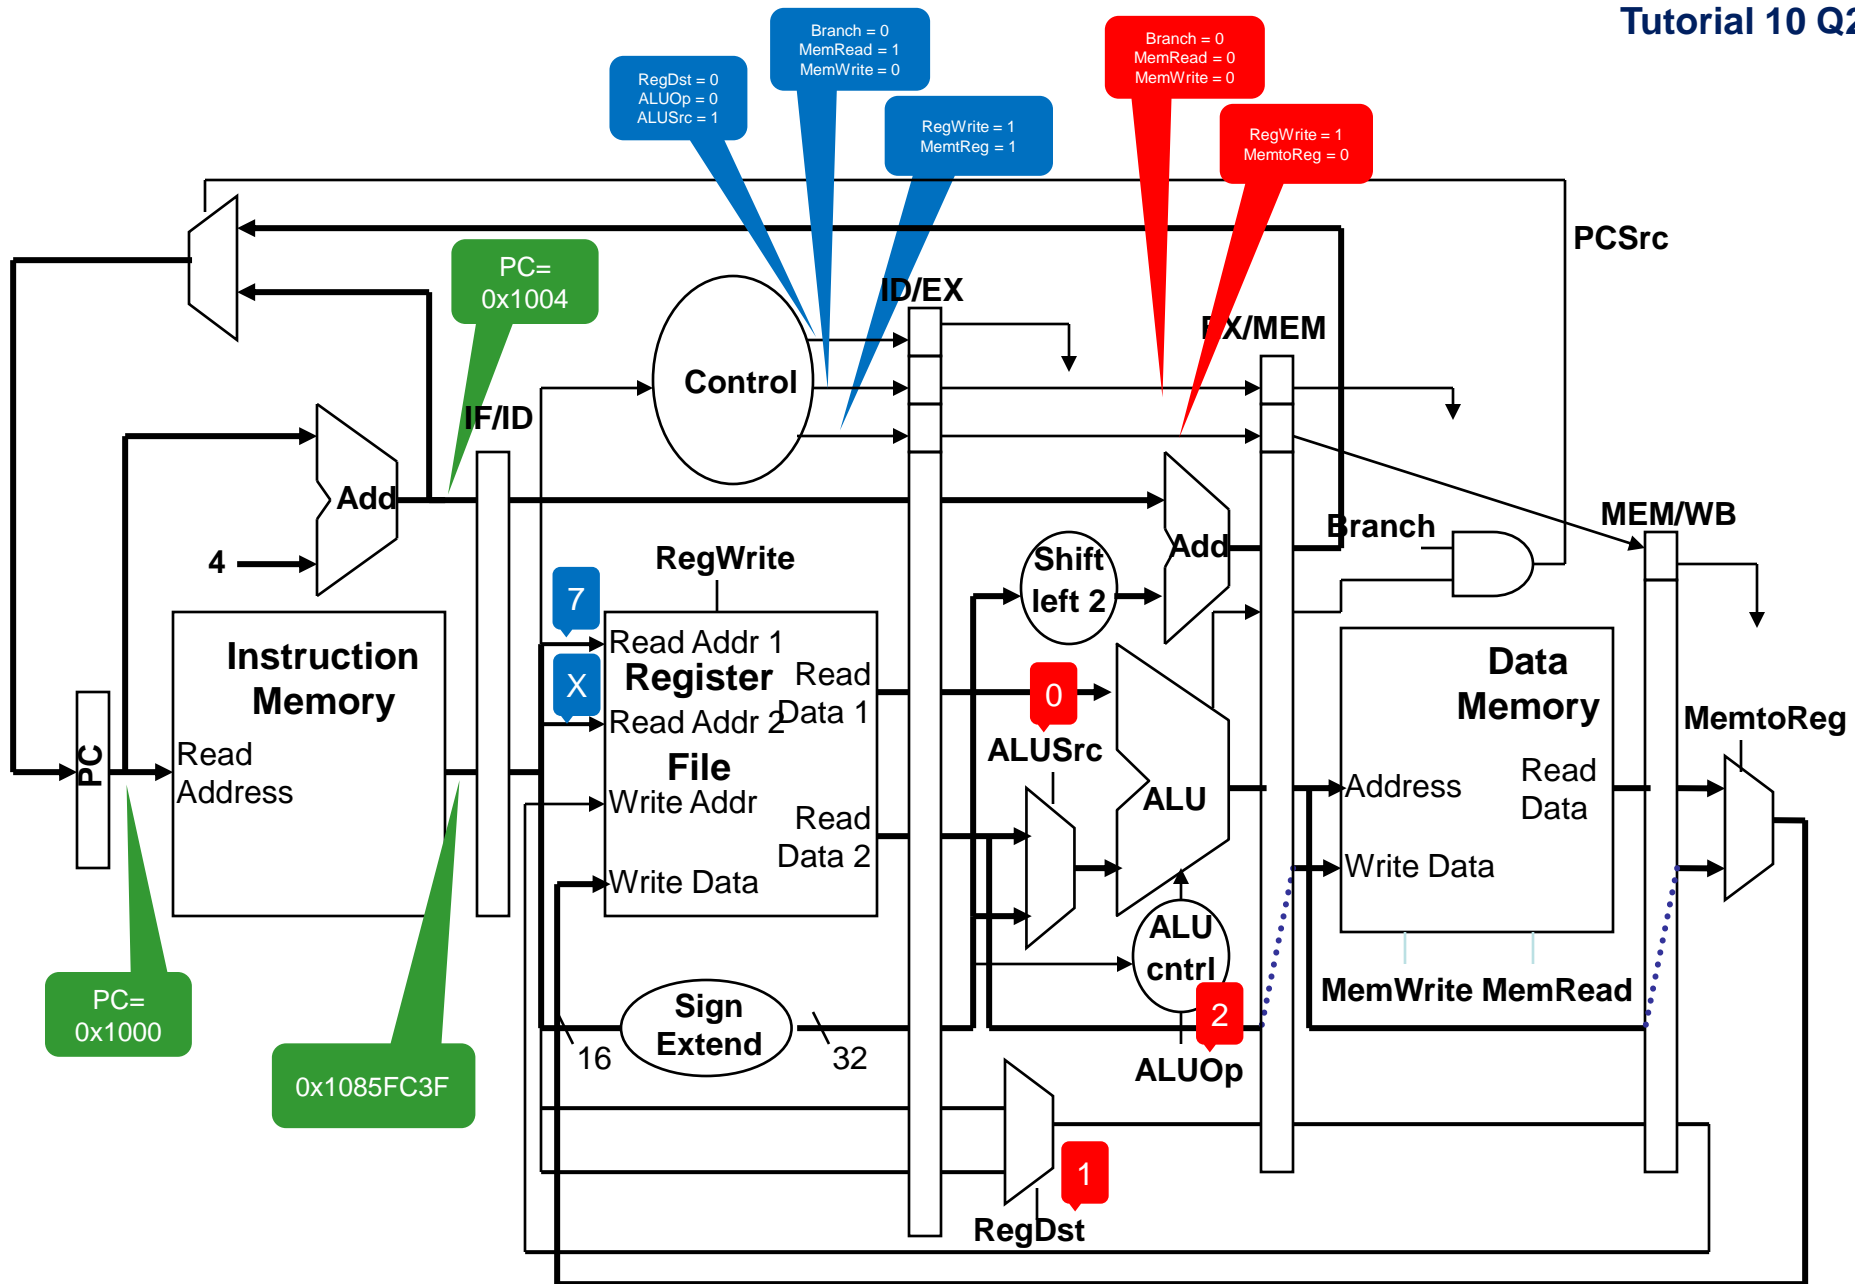 Tutorial 10 Q2
Branch = 0
MemRead = 1
MemWrite = 0
Branch = 0
MemRead = 0
MemWrite = 0
RegDst = 0
ALUOp = 0
ALUSrc = 1
RegWrite = 1
MemtReg = 1
RegWrite = 1
MemtoReg = 0
PCSrc
PC=
0x1004
ID/EX
EX/MEM
Control
IF/ID
Add
4
RegWrite
Shift
left 2
Add
Branch
MEM/WB
7
Read Addr 1
X
Register
Read Addr 2
File
Write Addr
Write Data
Read
Data 1
Read
Data 2
Instruction
Memory
Read
Address
PC
0
ALUSrc
ALU
Data
Memory
Address
Read
Data
Write Data
MemtoReg
ALU
cntrl
MemWrite MemRead
2
ALUOp
PC=
0x1000
0x1085FC3F
16
Sign
Extend
32
1
RegDst